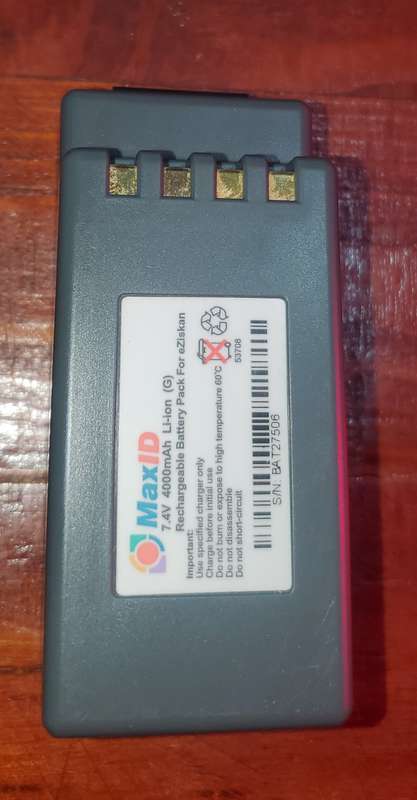 MaxID
7.4V 4000mAh Li-ion (G)
Rechargeable Battery Pack For eZiskan
Important:
Use specified charger only
Charge before initial use
Do not burn or expose to high temperature 60°C
Do not disassemble
Do not short-circuit
53708
S/N: BAT27506